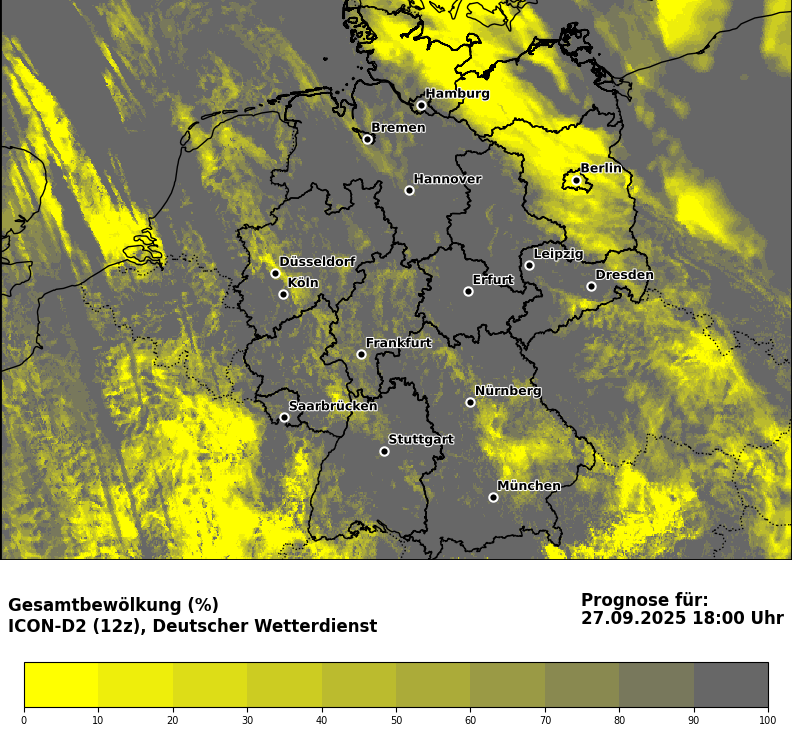 Hamburg
Bremen
Berlin
Hannover
Leipzig
Düsseldorf
Dresden
Köln
Erfurt
Frankfurt
Nürnberg
Saarbrücken
Stuttgart
München
Gesamtbewölkung (%)
ICON-D2 (12z), Deutscher Wetterdienst
Prognose für:
27.09.2025 18:00 Uhr
0 10 20 30 40 50 60 70 80 90 100